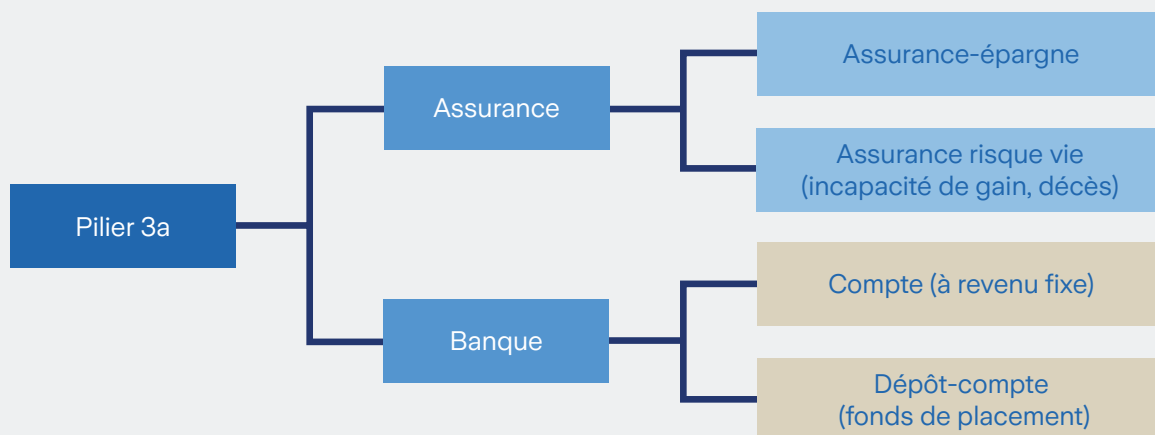 Pilier 3a
Assurance
Assurance-épargne
Assurance risque vie
(incapacité de gain, décès)
Banque
Compte (à revenu fixe)
Dépôt-compte
(fonds de placement)